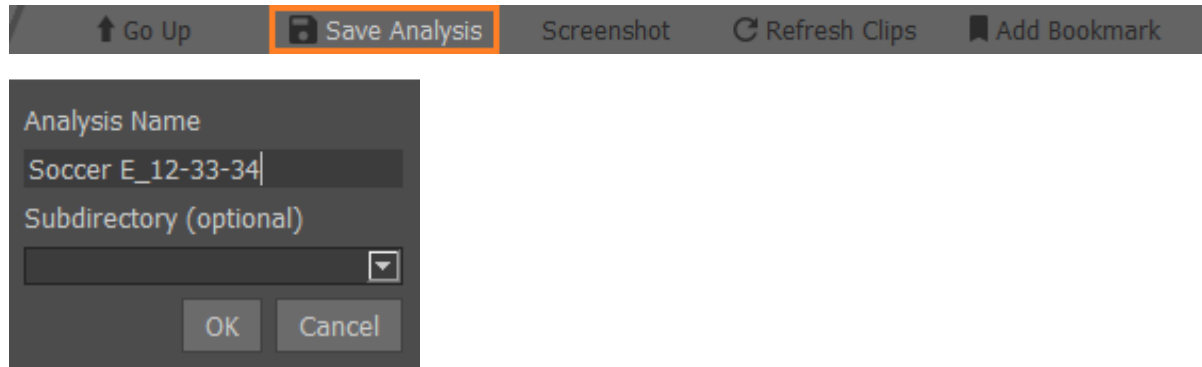 Go Up Save Analysis Screenshot Refresh Clips Add Bookmark
Analysis Name
Soccer E_12-33-34
Subdirectory (optional)
OK Cancel